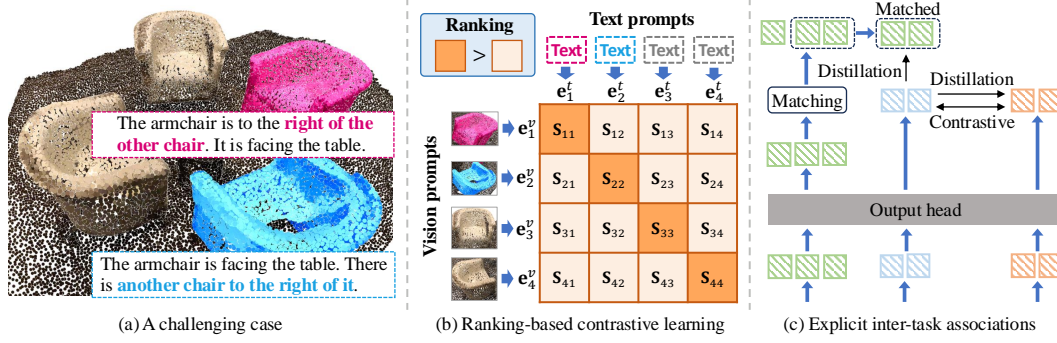 The armchair is to the right of the
other chair. It is facing the table.
The armchair is facing the table. There
is another chair to the right of it.
(a) A challenging case
Ranking
>
Text prompts
Text Text Text Text
e₁ᵗ e₂ᵗ e₃ᵗ e₄ᵗ
Vision prompts
e₁ᵛ S₁₁ S₁₂ S₁₃ S₁₄
e₂ᵛ S₂₁ S₂₂ S₂₃ S₂₄
e₃ᵛ S₃₁ S₃₂ S₃₃ S₃₄
e₄ᵛ S₄₁ S₄₂ S₄₃ S₄₄
(b) Ranking-based contrastive learning
Matched
Distillation
Distillation
Matching
Contrastive
Output head
(c) Explicit inter-task associations